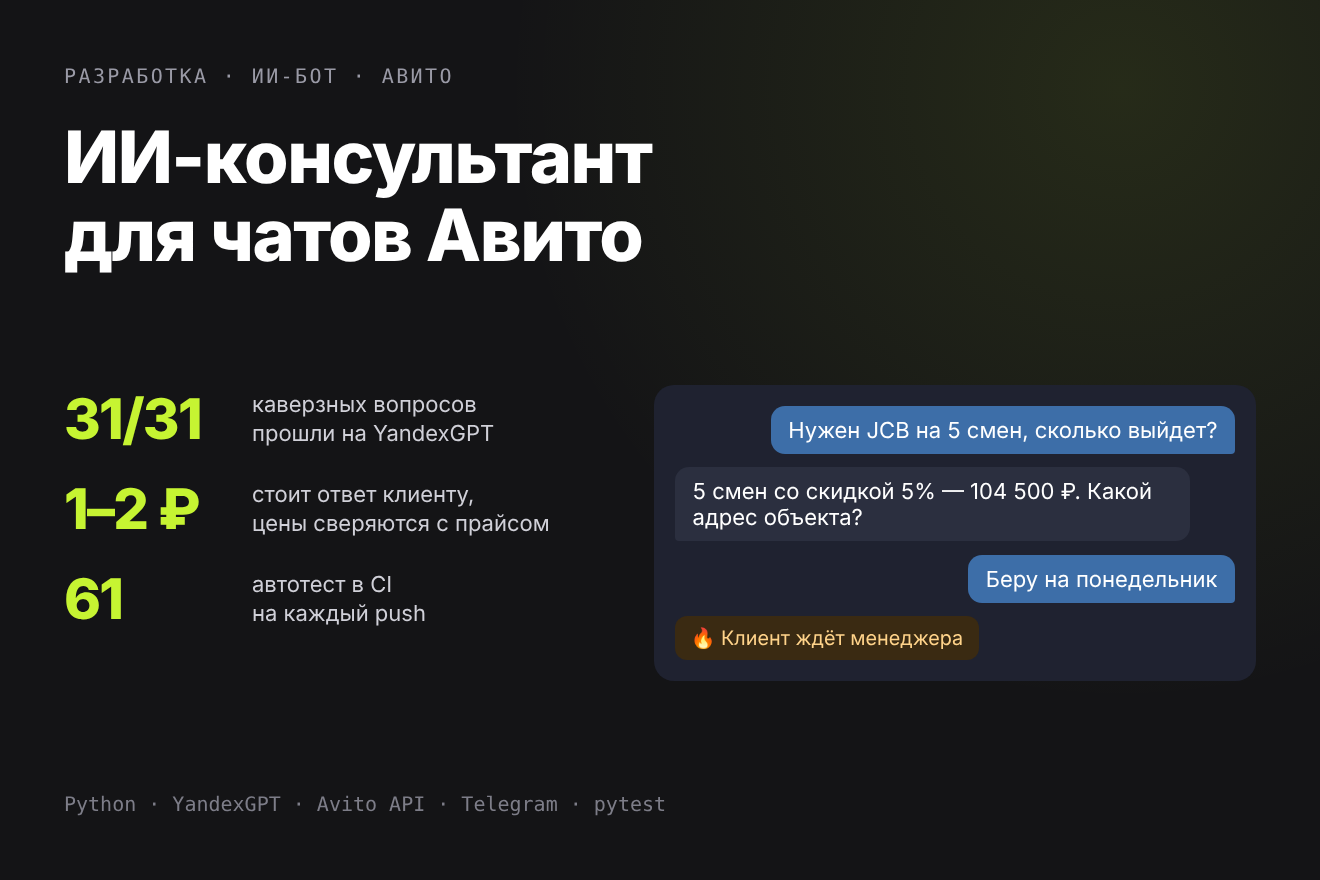 РАЗРАБОТКА · ИИ-БОТ · АВИТО
ИИ-консультант
для чатов Авито
31/31
каверзных вопросов
прошли на YandexGPT
1–2 ₽
стоит ответ клиенту,
цены сверяются с прайсом
61
автотест в CI
на каждый push
Нужен JCB на 5 смен, сколько выйдет?
5 смен со скидкой 5% — 104 500 ₽. Какой
адрес объекта?
Беру на понедельник
🔥 Клиент ждёт менеджера
Python · YandexGPT · Avito API · Telegram · pytest